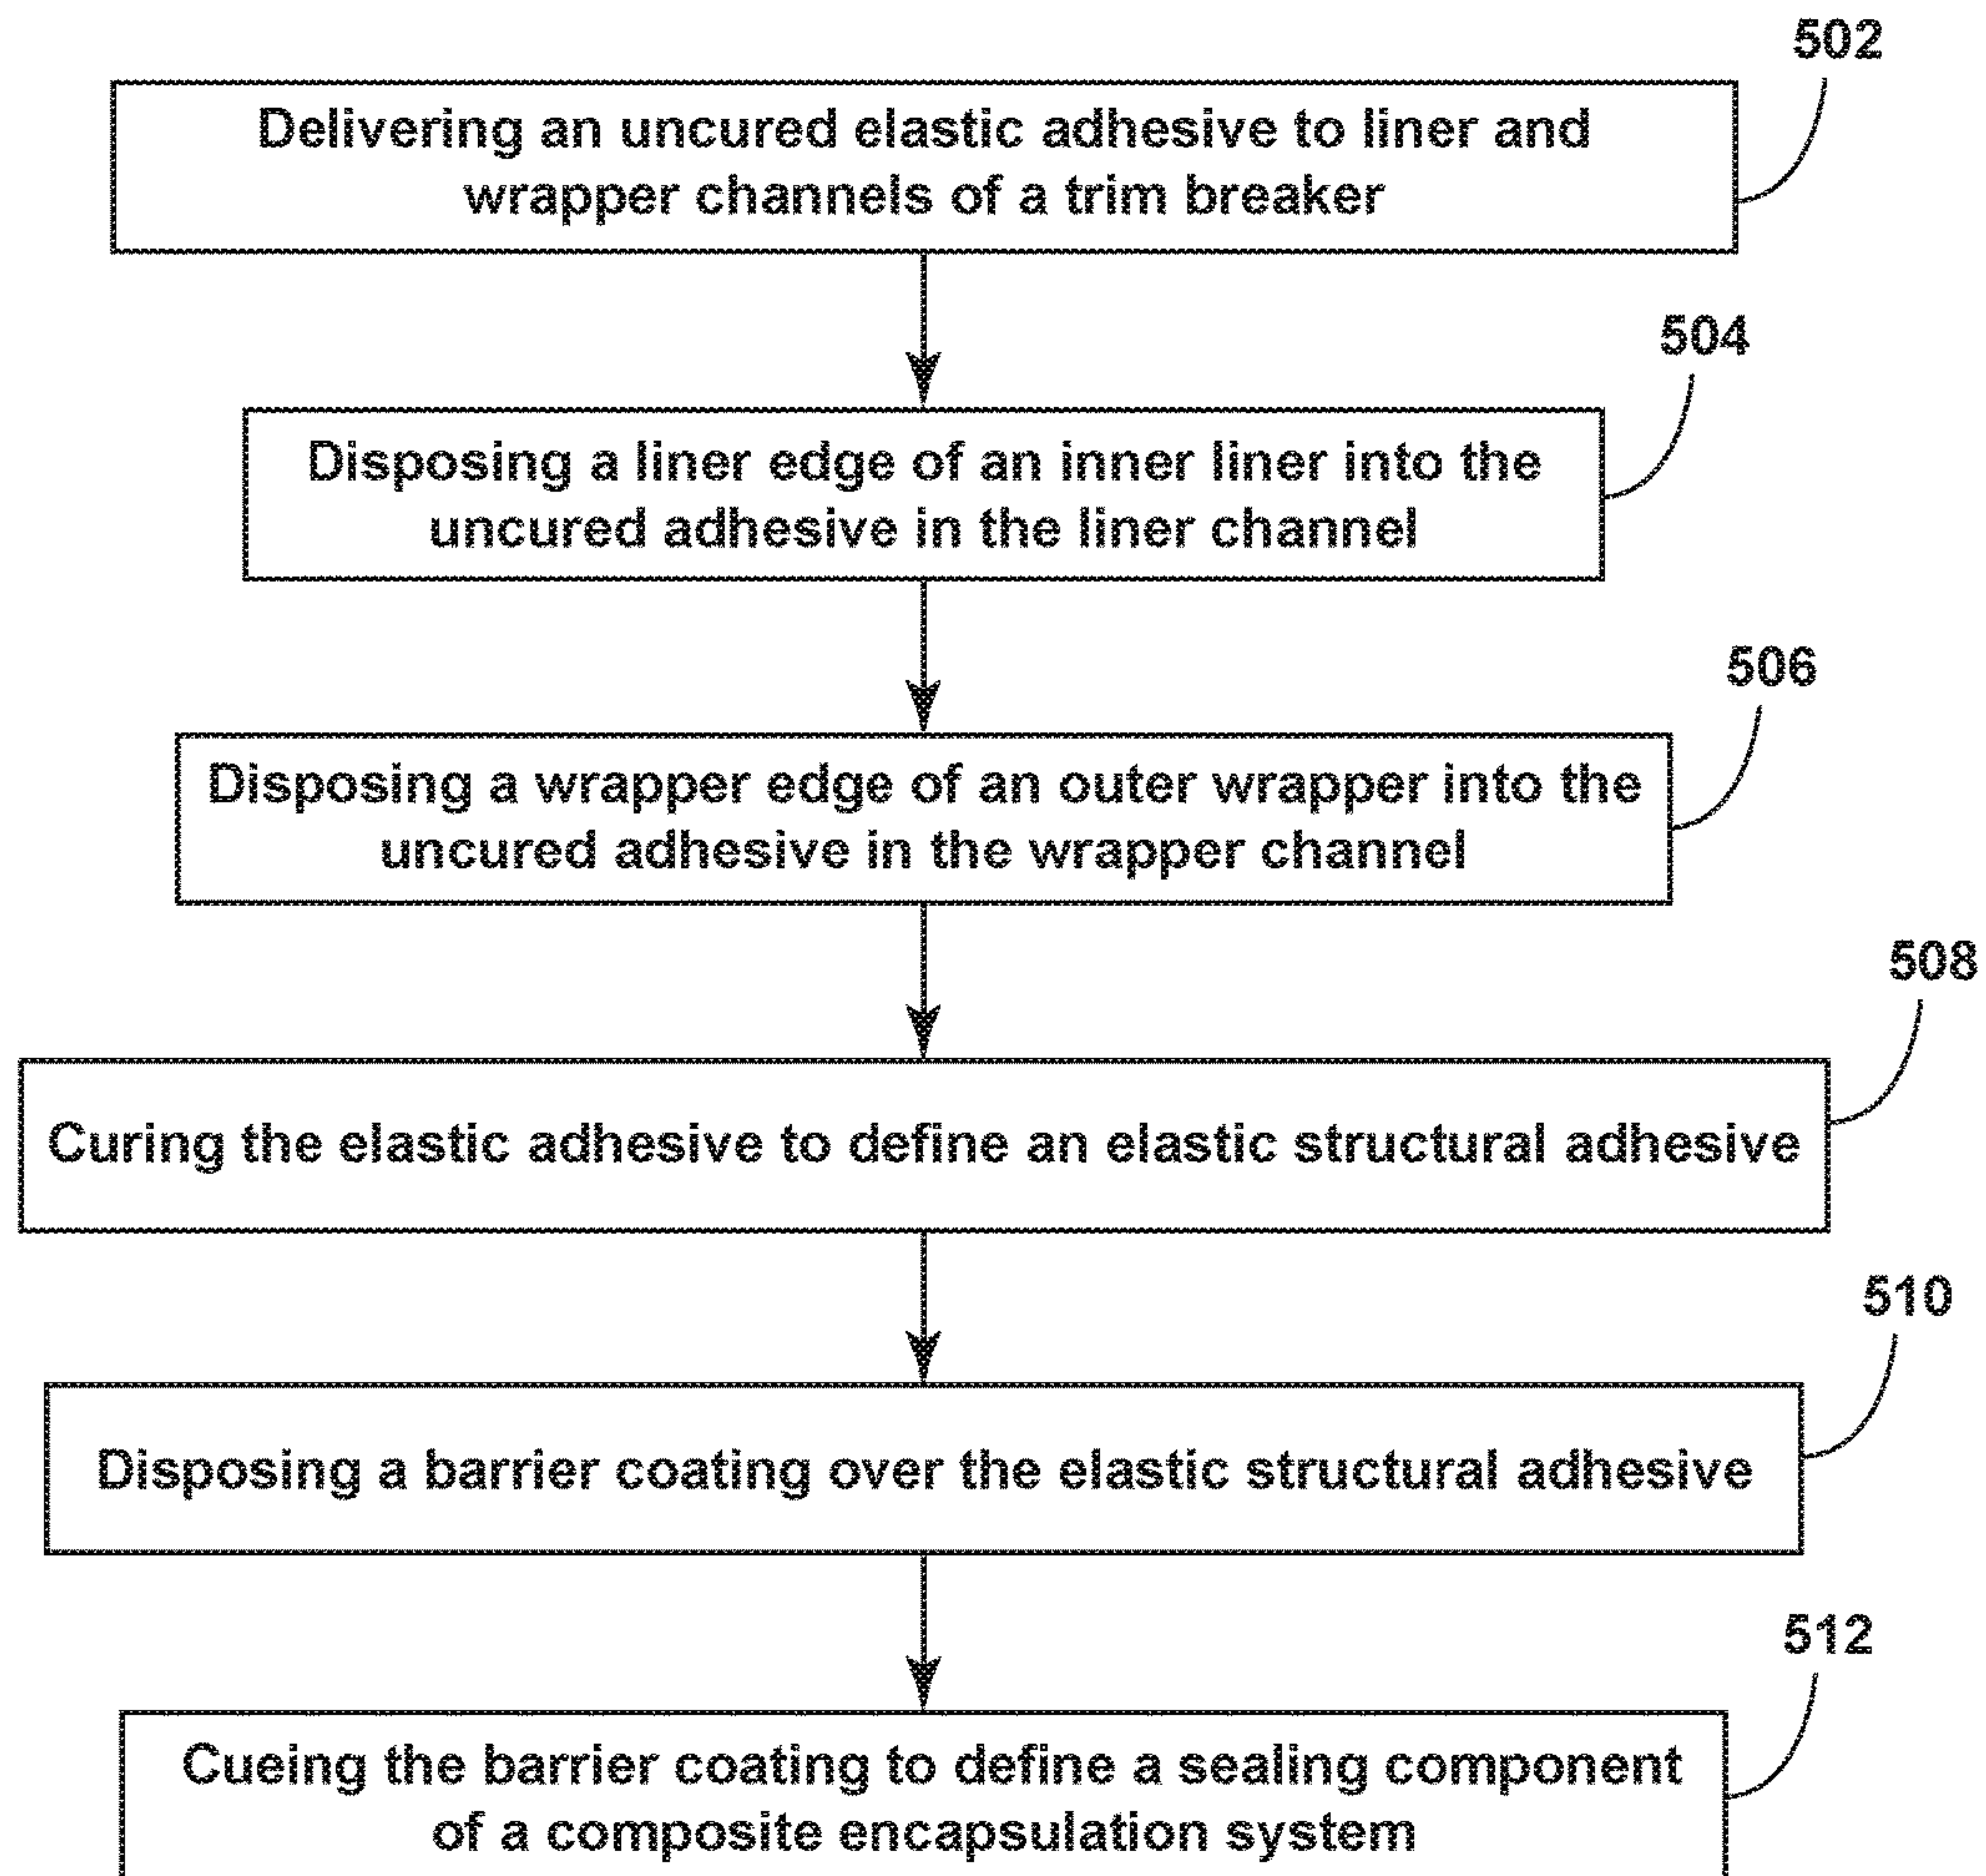 502
Delivering an uncured elastic adhesive to liner and
wrapper channels of a trim breaker
504
Disposing a liner edge of an inner liner into the
uncured adhesive in the liner channel
506
Disposing a wrapper edge of an outer wrapper into the
uncured adhesive in the wrapper channel
508
Curing the elastic adhesive to define an elastic structural adhesive
510
Disposing a barrier coating over the elastic structural adhesive
512
Cueing the barrier coating to define a sealing component
of a composite encapsulation system